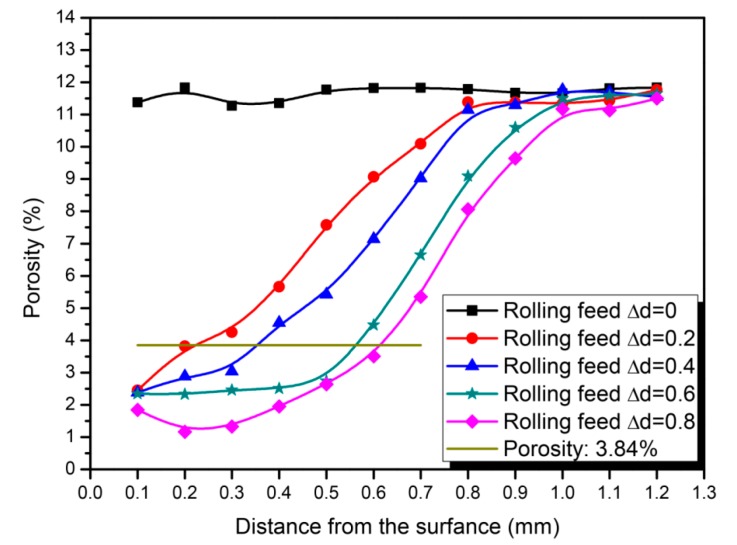 14
13
12
11
10
9
8
7
6
5
4
3
2
1
0
Porosity (%)
Rolling feed Δd=0
Rolling feed Δd=0.2
Rolling feed Δd=0.4
Rolling feed Δd=0.6
Rolling feed Δd=0.8
Porosity: 3.84%
0.0 0.1 0.2 0.3 0.4 0.5 0.6 0.7 0.8 0.9 1.0 1.1 1.2 1.3
Distance from the surfance (mm)